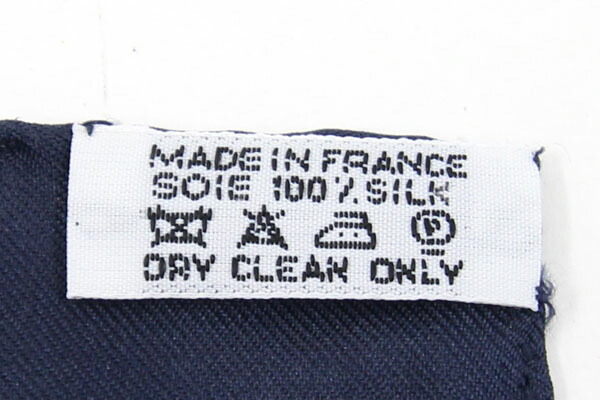 MADE IN FRANCE
SOIE 100% SILK
DRY CLEAN ONLY